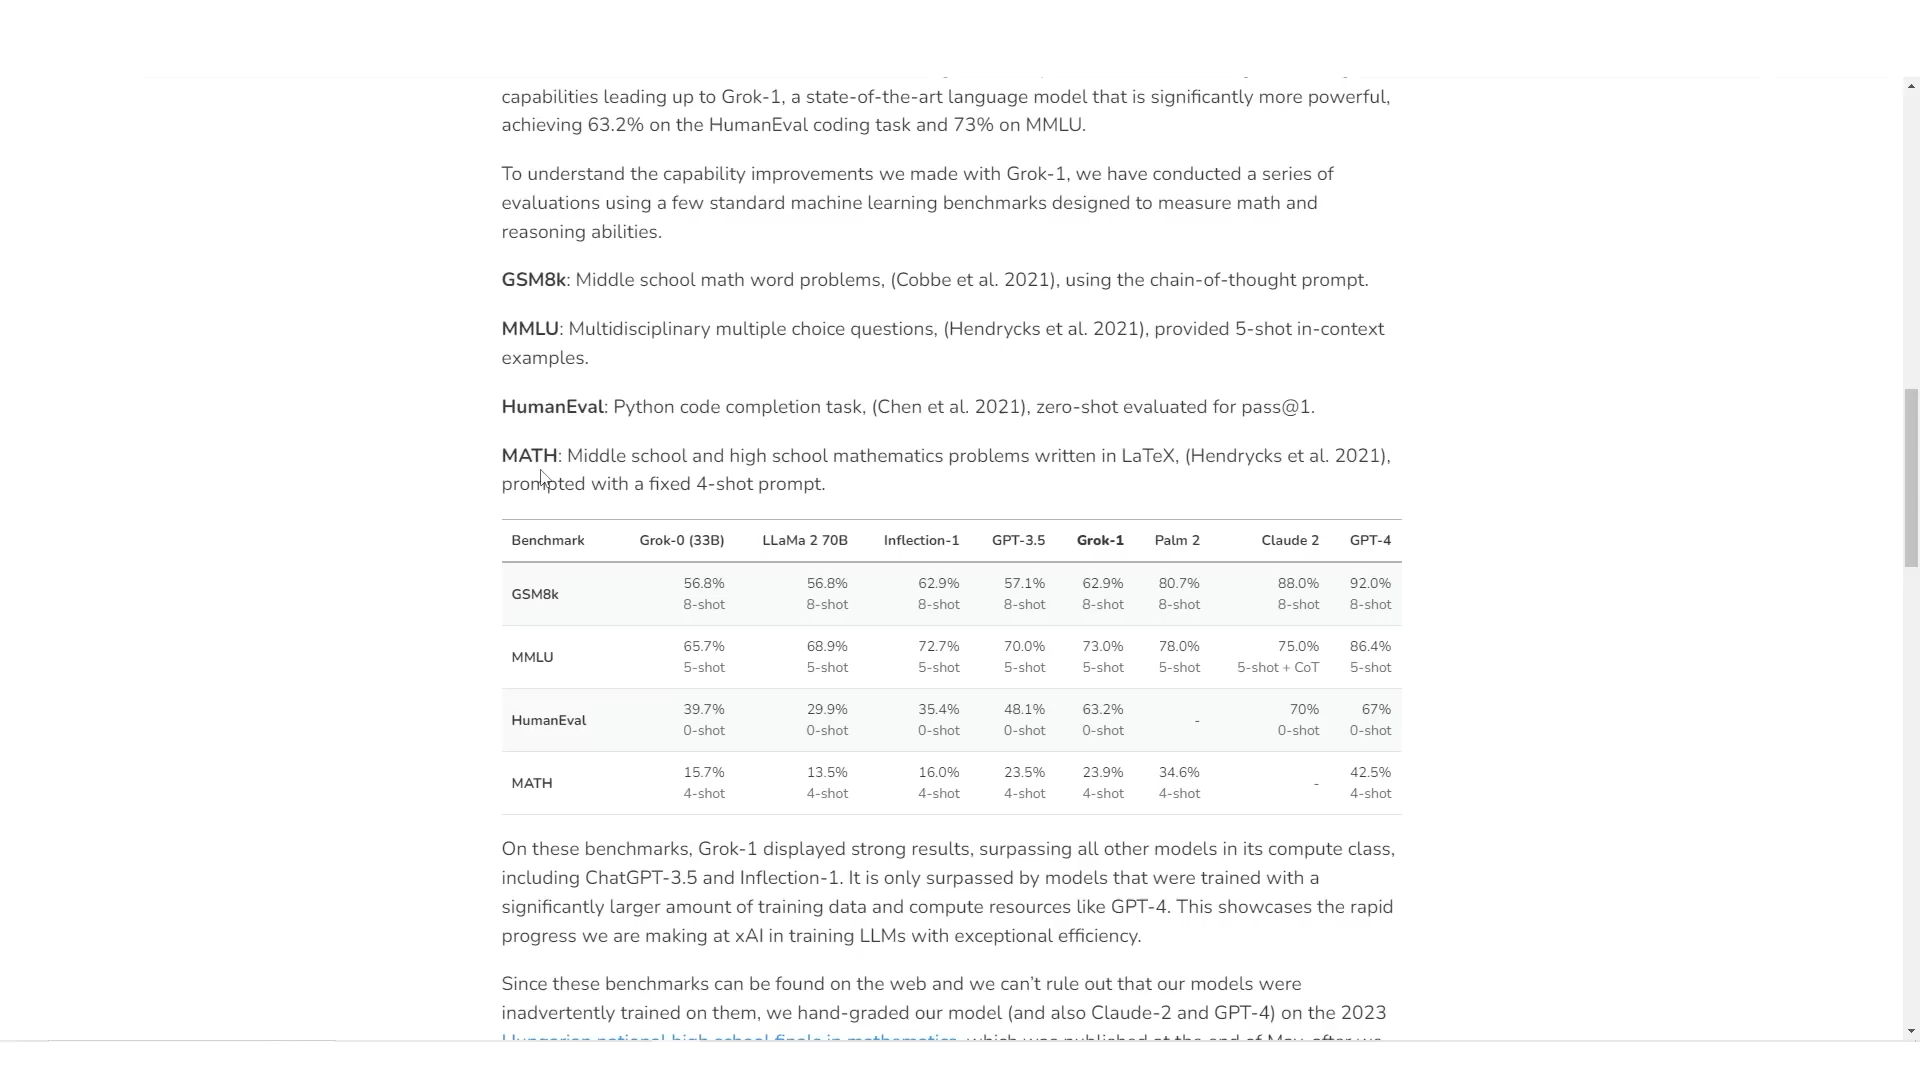 capabilities leading up to Grok-1, a state-of-the-art language model that is significantly more powerful,
achieving 63.2% on the HumanEval coding task and 73% on MMLU.
To understand the capability improvements we made with Grok-1, we have conducted a series of
evaluations using a few standard machine learning benchmarks designed to measure math and
reasoning abilities.
GSM8k: Middle school math word problems, (Cobbe et al. 2021), using the chain-of-thought prompt.
MMLU: Multidisciplinary multiple choice questions, (Hendrycks et al. 2021), provided 5-shot in-context
examples.
HumanEval: Python code completion task, (Chen et al. 2021), zero-shot evaluated for pass@1.
MATH: Middle school and high school mathematics problems written in LaTeX, (Hendrycks et al. 2021),
prompted with a fixed 4-shot prompt.
Benchmark Grok-0 (33B) LLaMa 2 70B Inflection-1 GPT-3.5 Grok-1 Palm 2 Claude 2 GPT-4
GSM8k 56.8% 56.8% 62.9% 57.1% 62.9% 80.7% 88.0% 92.0%
8-shot 8-shot 8-shot 8-shot 8-shot 8-shot 8-shot 8-shot
MMLU 65.7% 68.9% 72.7% 70.0% 73.0% 78.0% 75.0% 86.4%
5-shot 5-shot 5-shot 5-shot 5-shot 5-shot 5-shot + CoT 5-shot
HumanEval 39.7% 29.9% 35.4% 48.1% 63.2% - 70% 67%
0-shot 0-shot 0-shot 0-shot 0-shot 0-shot 0-shot
MATH 15.7% 13.5% 16.0% 23.5% 23.9% 34.6% - 42.5%
4-shot 4-shot 4-shot 4-shot 4-shot 4-shot 4-shot
On these benchmarks, Grok-1 displayed strong results, surpassing all other models in its compute class,
including ChatGPT-3.5 and Inflection-1. It is only surpassed by models that were trained with a
significantly larger amount of training data and compute resources like GPT-4. This showcases the rapid
progress we are making at xAI in training LLMs with exceptional efficiency.
Since these benchmarks can be found on the web and we can't rule out that our models were
inadvertently trained on them, we hand-graded our model (and also Claude-2 and GPT-4) on the 2023
Hungarian national high school finals in mathematics, which was published at the end of May, after we